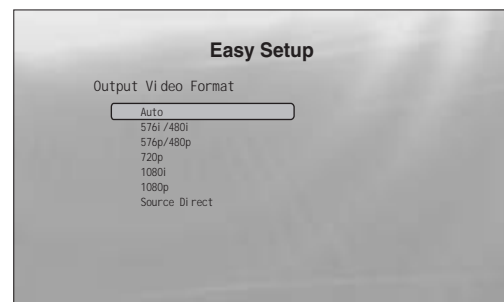 Easy Setup
Output Video Format
Auto
576i/480i
576p/480p
720p
1080i
1080p
Source Direct